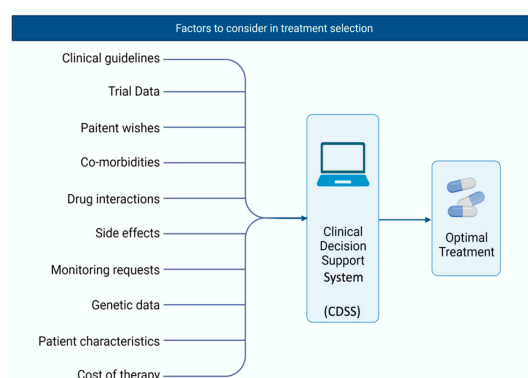 Factors to consider in treatment selection
Clinical guidelines
Trial Data
Paitent wishes
Co-morbidities
Drug interactions
Side effects
Monitoring requests
Genetic data
Patient characteristics
Cost of therapy
Clinical
Decision
Support
System
(CDSS)
Optimal
Treatment